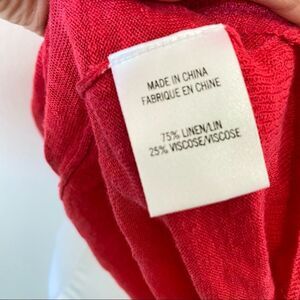 MADE IN CHINA
FABRIQUE EN CHINE
75% LINEN/LIN
25% VISCOSE/VISCOSE